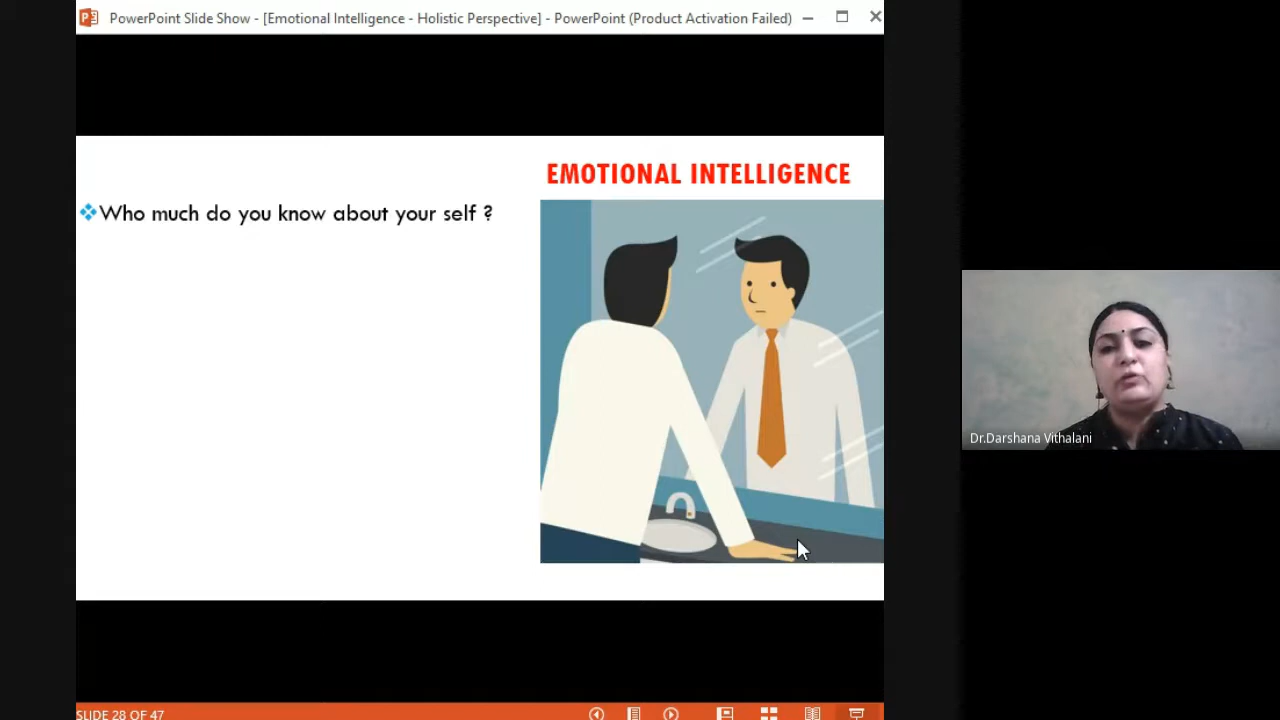 PowerPoint Slide Show - [Emotional Intelligence - Holistic Perspective] - PowerPoint (Product Activation Failed)
EMOTIONAL INTELLIGENCE
Who much do you know about your self ?
Dr.Darshana Vithalani
SLIDE 28 OF 47